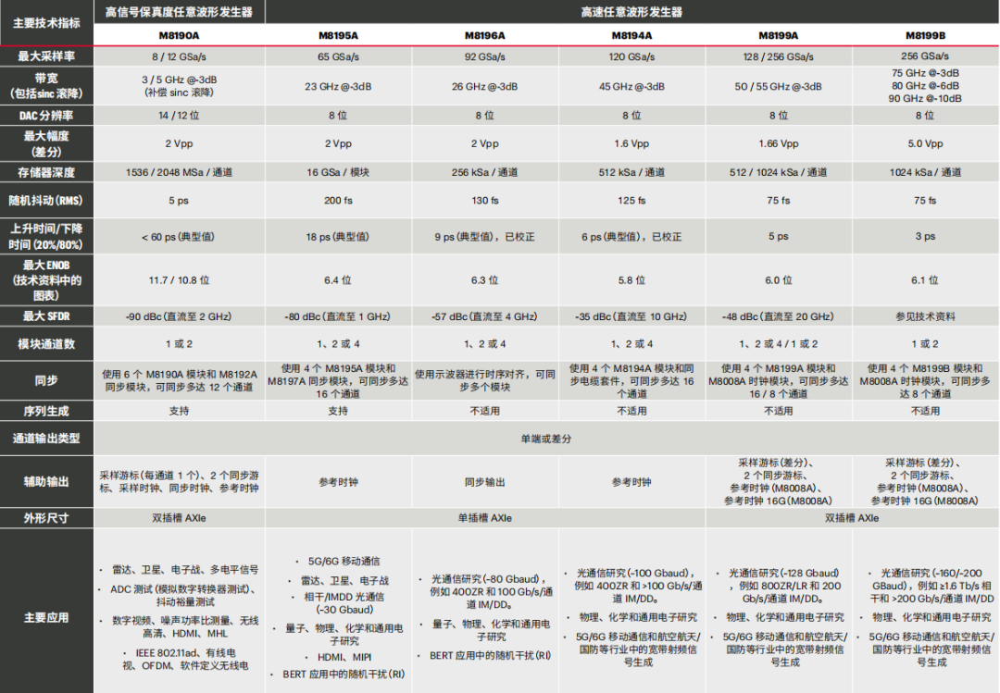 主要技术指标
高信号保真度任意波形发生器
高速任意波形发生器
M8190A
M8195A
M8196A
M8194A
M8199A
M8199B
最大采样率
8 / 12 GSa/s
65 GSa/s
92 GSa/s
120 GSa/s
128 / 256 GSa/s
256 GSa/s
带宽
(包括sinc 滚降)
3 / 5 GHz @-3dB
(补偿 sinc 滚降)
23 GHz @-3dB
26 GHz @-3dB
45 GHz @-3dB
50 / 55 GHz @-3dB
75 GHz @-3dB
80 GHz @-6dB
90 GHz @-10dB
DAC 分辨率
14 / 12 位
8 位
8 位
8 位
8 位
8 位
最大幅度
(差分)
2 Vpp
2 Vpp
2 Vpp
1.6 Vpp
1.66 Vpp
5.0 Vpp
存储器深度
1536 / 2048 MSa / 通道
16 GSa / 模块
256 kSa / 通道
512 kSa / 通道
512 / 1024 kSa / 通道
1024 kSa / 通道
随机抖动 (RMS)
5 ps
200 fs
130 fs
125 fs
75 fs
75 fs
上升时间/下降
时间 (20%/80%)
< 60 ps (典型值)
18 ps (典型值)
9 ps (典型值)，已校正
6 ps (典型值)，已校正
5 ps
3 ps
最大 ENOB
(技术资料中的
图表)
11.7 / 10.8 位
6.4 位
6.3 位
5.8 位
6.0 位
6.1 位
最大 SFDR
-90 dBc (直流至 2 GHz)
-80 dBc (直流至 1 GHz)
-57 dBc (直流至 4 GHz)
-35 dBc (直流至 10 GHz)
-48 dBc (直流至 20 GHz)
参见技术资料
模块通道数
1 或 2
1、2 或 4
1、2 或 4
1、2 或 4
1、2 或 4 / 1 或 2
1 或 2
同步
使用 6 个 M8190A 模块和 M8192A
同步模块，可同步多达 12 个通道
使用 4 个 M8195A 模块和
M8197A 同步模块，可同步多达
16 个通道
使用示波器进行时序对齐，可同
步多个模块
使用 4 个 M8194A 模块和同
步电缆套件，可同步多达 16
个通道
使用 4 个 M8199A 模块和
M8008A 时钟模块，可同步多达
16 / 8 个通道
使用 4 个 M8199B 模块和
M8008A 时钟模块，可同步多
达 8 个通道
序列生成
支持
支持
不适用
不适用
不适用
不适用
通道输出类型
单端或差分
辅助输出
采样游标 (每通道 1 个)、2 个同步游
标、采样时钟、同步时钟、参考时钟
参考时钟
同步输出
参考时钟
采样游标 (差分)、
2 个同步游标、
参考时钟 (M8008A)、
参考时钟 16G (M8008A)
采样游标 (差分)、
2 个同步游标、
参考时钟 (M8008A)、
参考时钟 16G (M8008A)
外形尺寸
双插槽 AXIe
单插槽 AXIe
双插槽 AXIe
主要应用
· 雷达、卫星、电子战、多电平信号
· ADC 测试 (模拟数字转换器测试)、
抖动裕量测试
· 数字视频、噪声功率比测量、无线
高清、HDMI、MHL
· IEEE 802.11ad、有线电
视、OFDM、软件定义无线电
· 5G/6G 移动通信
· 雷达、卫星、电子战
· 相干/IMDD 光通信
(~30 Gbaud)
· 量子、物理、化学和通用电
子研究
· HDMI、MIPI
· BERT 应用中的随机干扰 (RI)
· 光通信研究 (~80 Gbaud)，
例如 400ZR 和 100 Gb/s/通
道 IM/DD。
· 量子、物理、化学和通用电
子研究
· BERT 应用中的随机干扰 (RI)
· 光通信研究 (~100 Gbaud)，
例如 400ZR 和 >100 Gb/s/通
道 IM/DD。
· 物理、化学和通用电子研究
· 5G/6G 移动通信和航空航天/
国防等行业中的宽带射频信
号生成
· 光通信研究 (~128 Gbaud)
，例如 800ZR/LR 和 200
Gb/s/通道 IM/DD。
· 物理、化学和通用电子研究
· 5G/6G 移动通信和航空航天/
国防等行业中的宽带射频信
号生成
· 光通信研究 (~160/~200
GBaud)，例如 ≥1.6 Tb/s 相
干和 >200 Gb/s/通道 IM/DD
· 物理、化学和通用电子研究
· 5G/6G 移动通信和航空航天/
国防等行业中的宽带射频信
号生成